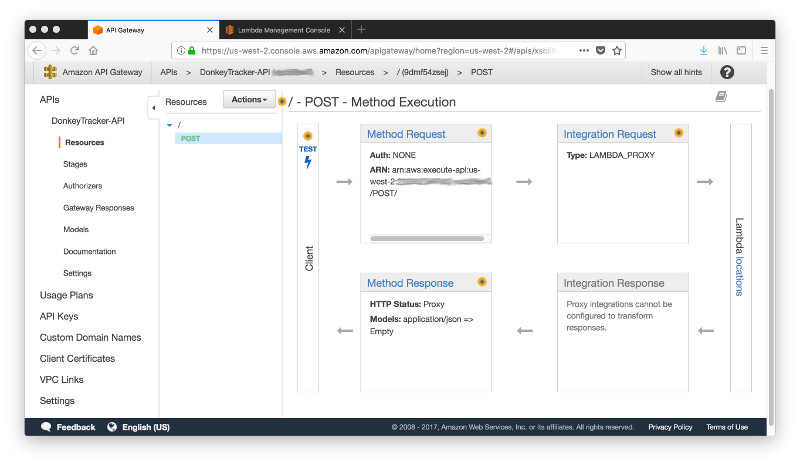 API Gateway
Lambda Management Console
https://us-west-2.console.aws.amazon.com/apigateway/home?region=us-west-2#/apis/xsblit
Amazon API Gateway
APIs > DonkeyTracker-API > Resources > / (9dmf54zsej) > POST
Show all hints
APIs
DonkeyTracker-API
Resources
Stages
Authorizers
Gateway Responses
Models
Documentation
Settings
Usage Plans
API Keys
Custom Domain Names
Client Certificates
VPC Links
Settings
Resources
Actions
/
POST
/ - POST - Method Execution
TEST
Client
Method Request
Auth: NONE
ARN: arn:aws:execute-api:us-
west-2:
/POST/
Integration Request
Type: LAMBDA_PROXY
Lambda locations
Method Response
HTTP Status: Proxy
Models: application/json =>
Empty
Integration Response
Proxy integrations cannot be
configured to transform
responses.
Feedback
English (US)
© 2008 - 2017, Amazon Web Services, Inc. or its affiliates. All rights reserved.
Privacy Policy
Terms of Use